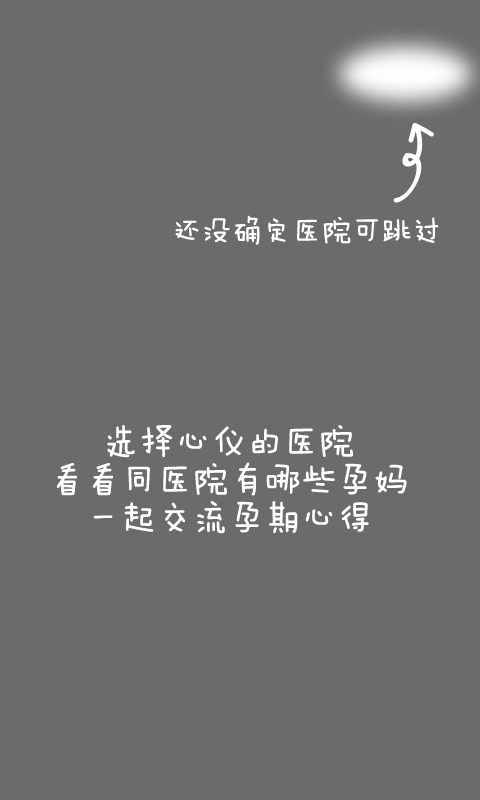 还没确定医院可跳过
选择心仪的医院
看看同医院有哪些孕妈
一起交流孕期心得